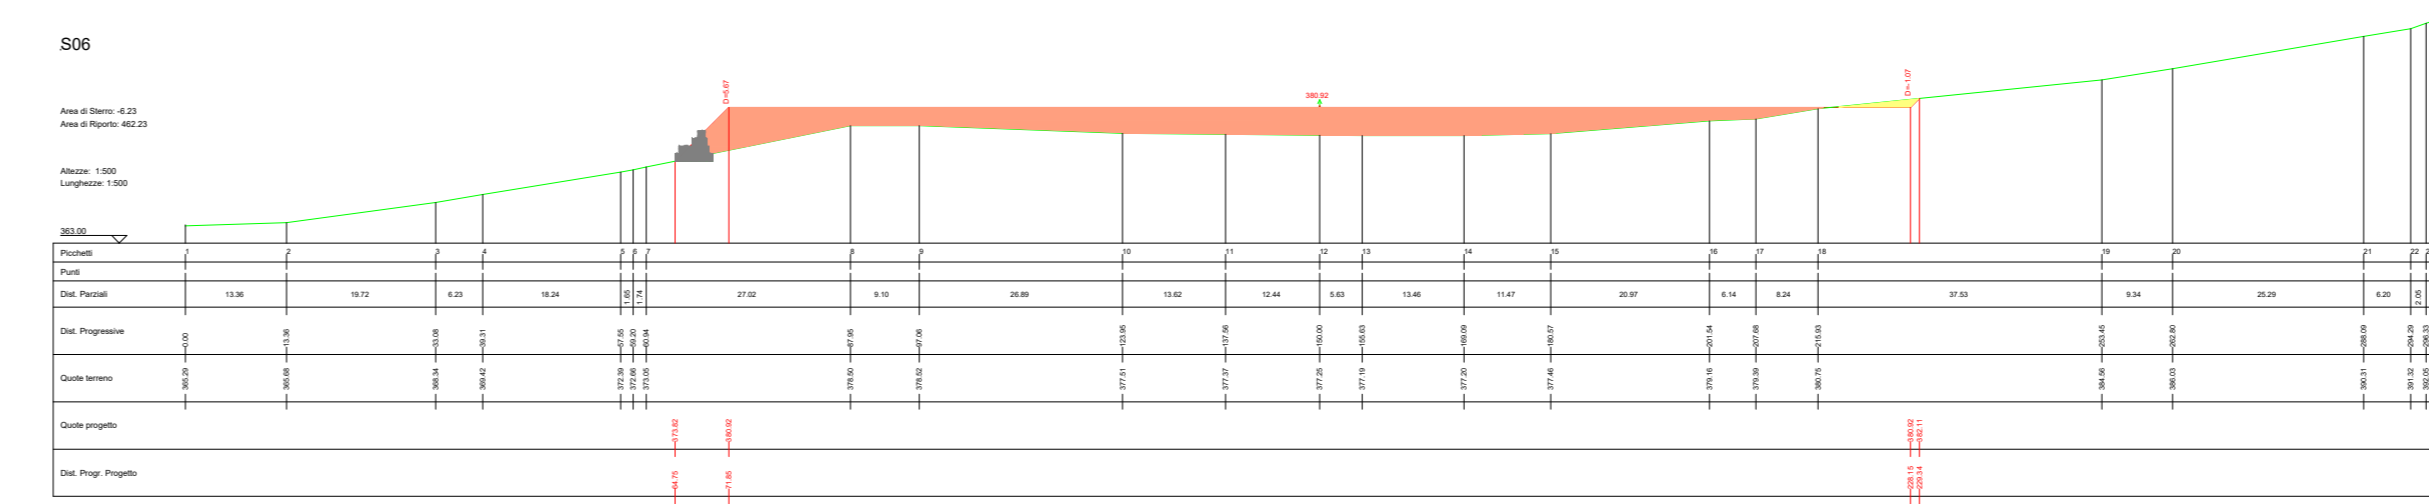 S06
Area di Sterro: -6.23
Area di Riporto: 462.23
Altezze: 1:500
Lunghezze: 1:500
363.00
D=5.67
380.92
D=-1.07
Picchetti 1 2 3 4 5 6 7 8 9 10 11 12 13 14 15 16 17 18 19 20 21 22
Punti
Dist. Parziali 13.36 19.72 6.23 18.24 1.65 1.74 27.02 9.10 26.89 13.62 12.44 5.63 13.46 11.47 20.97 6.14 8.24 37.53 9.34 25.29 6.20 2.05
Dist. Progressive 0.00 13.36 33.08 39.31 57.55 59.20 60.94 87.95 97.06 123.95 137.56 150.00 155.63 169.09 180.57 201.54 207.68 215.93 253.45 262.80 288.09 294.29 296.33
Quote terreno 365.29 365.68 368.34 369.42 372.39 372.66 373.05 378.50 378.52 377.51 377.37 377.25 377.19 377.20 377.46 379.16 379.39 380.75 384.56 386.03 390.31 391.32 392.05
Quote progetto 373.82 380.92 380.92 382.11
Dist. Progr. Progetto 64.75 71.85 228.15 229.34